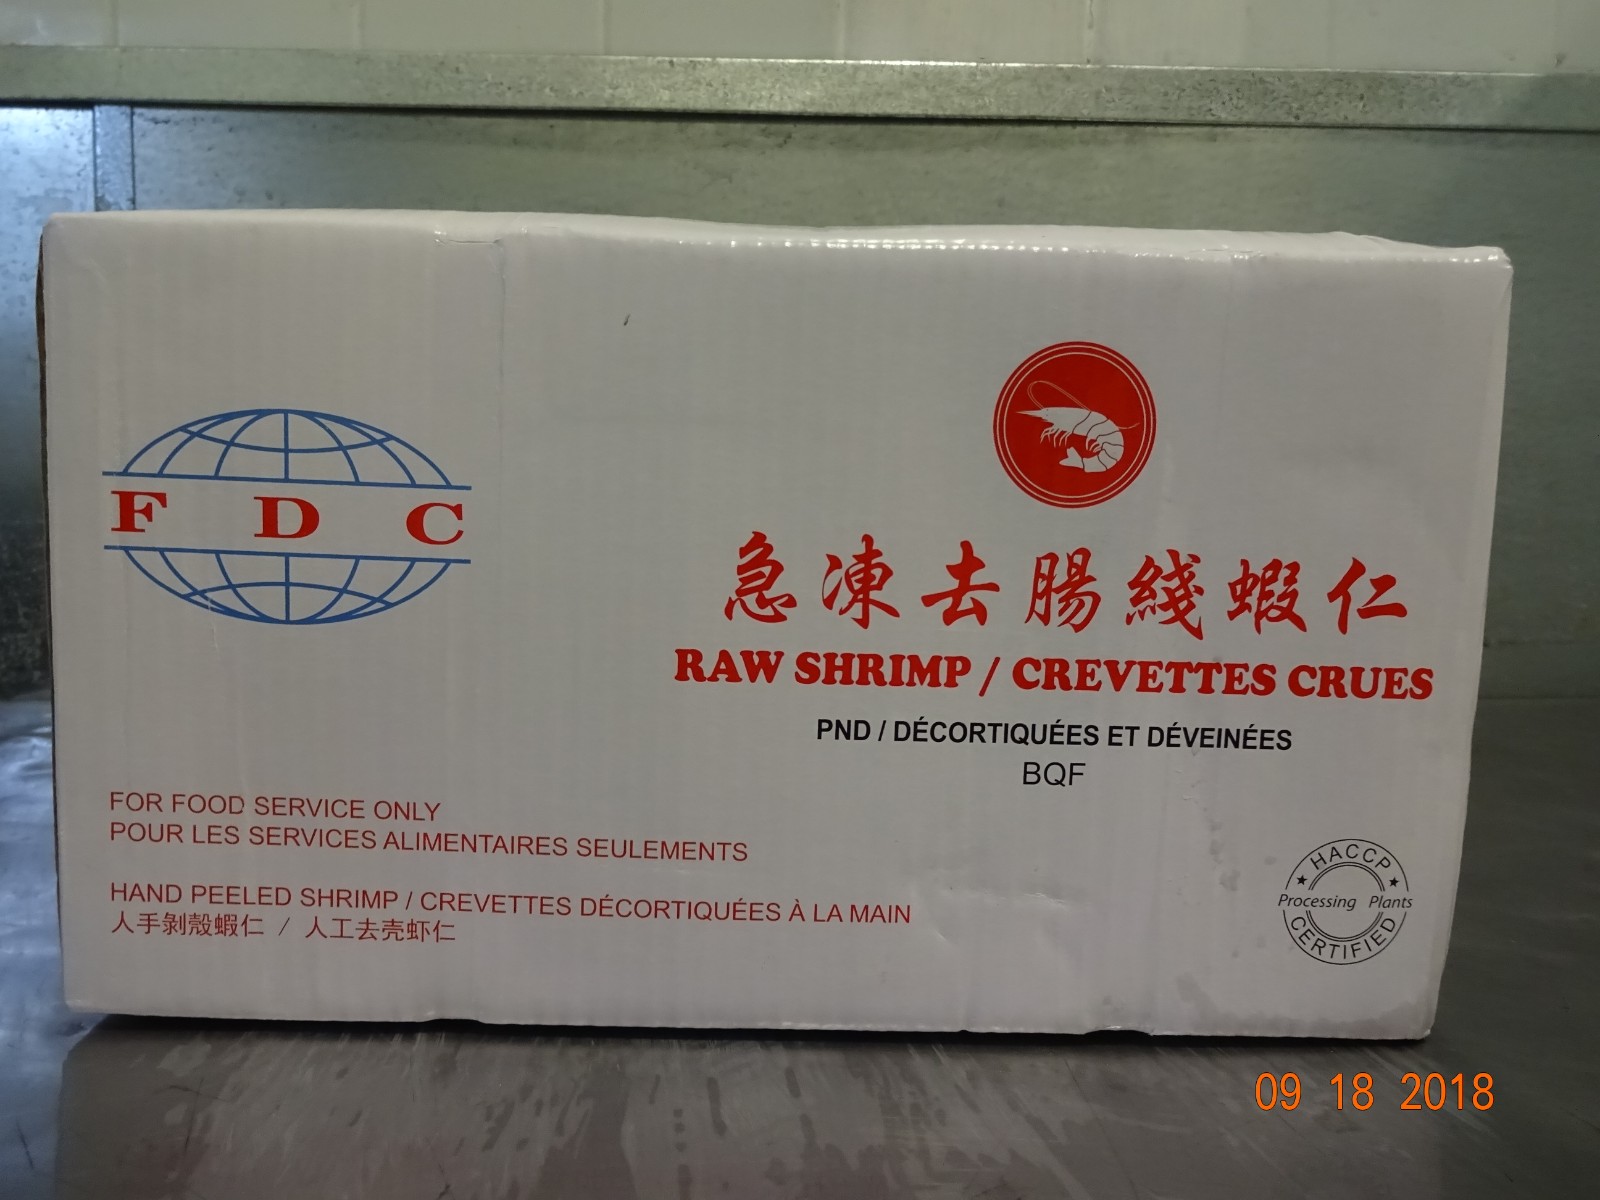 F D C
急凍去腸綫蝦仁
RAW SHRIMP / CREVETTES CRUES
PND / DÉCORTIQUÉES ET DÉVEINÉES
BQF
FOR FOOD SERVICE ONLY
POUR LES SERVICES ALIMENTAIRES SEULEMENTS
HAND PEELED SHRIMP / CREVETTES DÉCORTIQUÉES À LA MAIN
人手剝殼蝦仁 / 人工去壳虾仁
HACCP
Processing Plants
CERTIFIED
09 18 2018